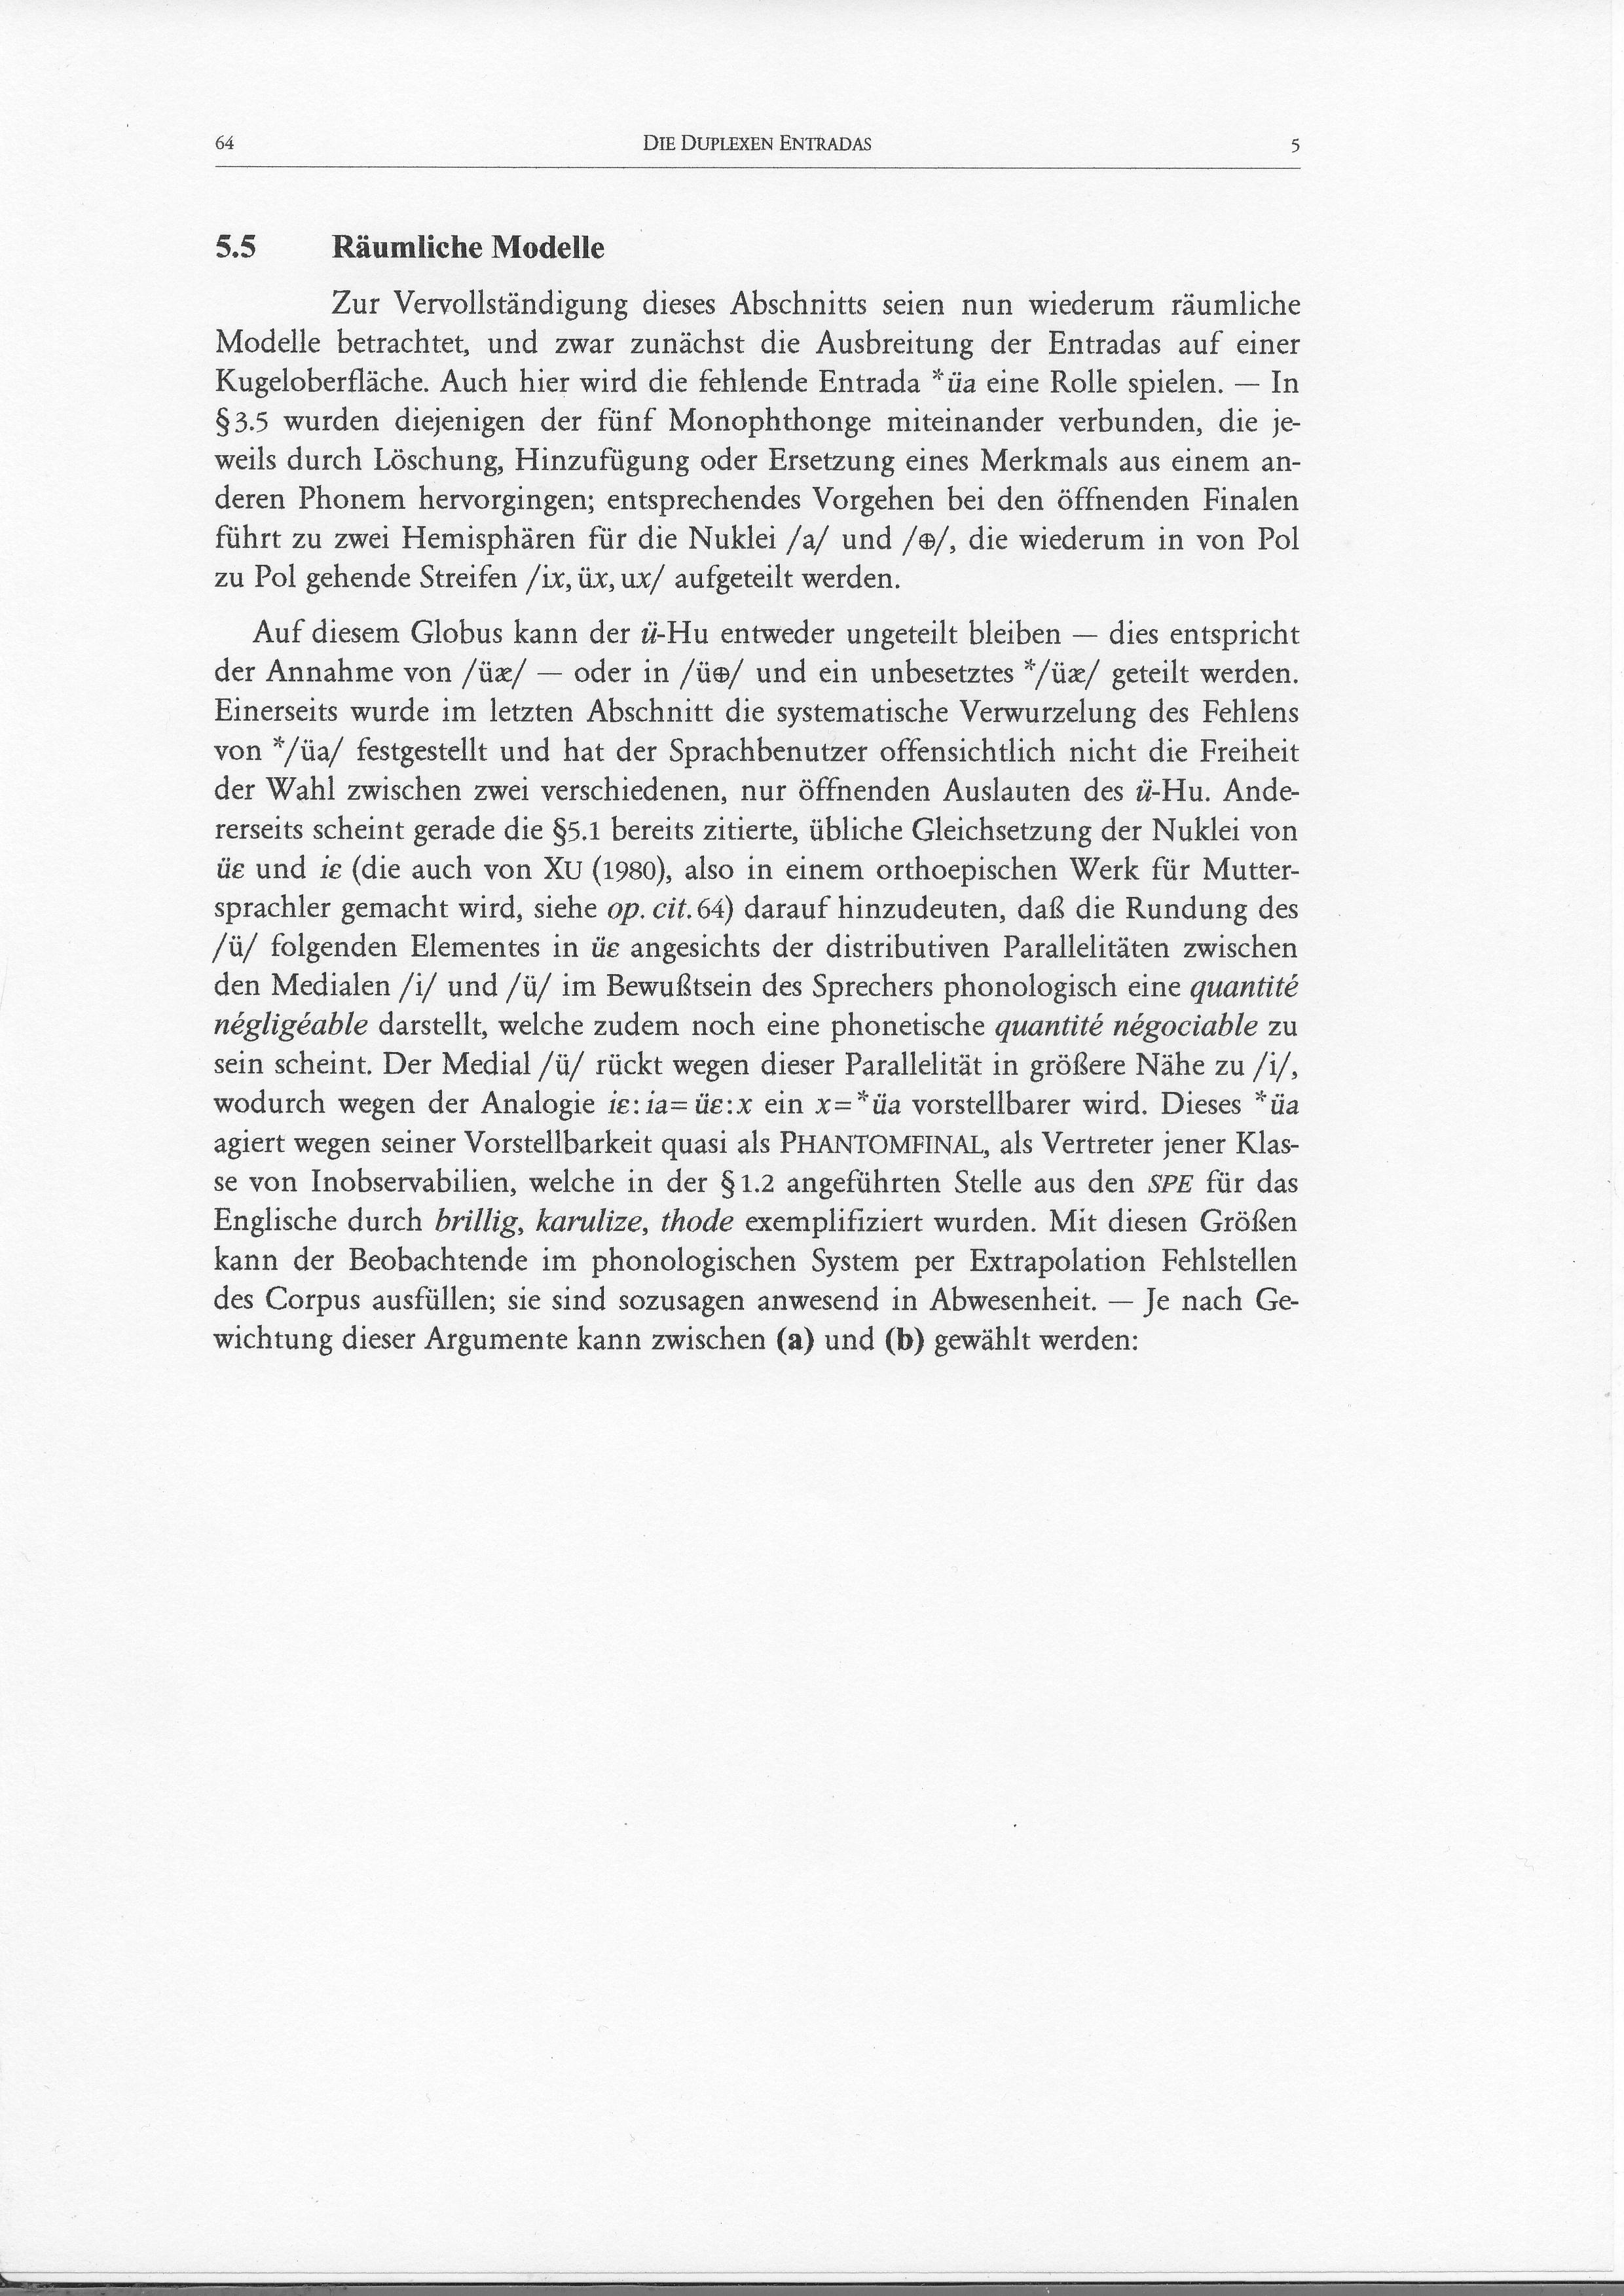 64 DIE DUPLEXEN ENTRADAS 5
5.5 Räumliche Modelle
Zur Vervollständigung dieses Abschnitts seien nun wiederum räumliche
Modelle betrachtet, und zwar zunächst die Ausbreitung der Entradas auf einer
Kugeloberfläche. Auch hier wird die fehlende Entrada *üa eine Rolle spielen. — In
§3.5 wurden diejenigen der fünf Monophthonge miteinander verbunden, die je-
weils durch Löschung, Hinzufügung oder Ersetzung eines Merkmals aus einem an-
deren Phonem hervorgingen; entsprechendes Vorgehen bei den öffnenden Finalen
führt zu zwei Hemisphären für die Nuklei /a/ und /⊕/, die wiederum in von Pol
zu Pol gehende Streifen /ix, üx, ux/ aufgeteilt werden.
Auf diesem Globus kann der ü-Hu entweder ungeteilt bleiben — dies entspricht
der Annahme von /üæ/ — oder in /ü⊕/ und ein unbesetztes */üæ/ geteilt werden.
Einerseits wurde im letzten Abschnitt die systematische Verwurzelung des Fehlens
von */üa/ festgestellt und hat der Sprachbenutzer offensichtlich nicht die Freiheit
der Wahl zwischen zwei verschiedenen, nur öffnenden Auslauten des ü-Hu. Ande-
rerseits scheint gerade die §5.1 bereits zitierte, übliche Gleichsetzung der Nuklei von
üɛ und iɛ (die auch von XU (1980), also in einem orthoepischen Werk für Mutter-
sprachler gemacht wird, siehe op. cit. 64) darauf hinzudeuten, daß die Rundung des
/ü/ folgenden Elementes in üɛ angesichts der distributiven Parallelitäten zwischen
den Medialen /i/ und /ü/ im Bewußtsein des Sprechers phonologisch eine quantité
négligéable darstellt, welche zudem noch eine phonetische quantité négociable zu
sein scheint. Der Medial /ü/ rückt wegen dieser Parallelität in größere Nähe zu /i/,
wodurch wegen der Analogie iɛ: ia= üɛ:x ein x=*üa vorstellbarer wird. Dieses *üa
agiert wegen seiner Vorstellbarkeit quasi als PHANTOMFINAL, als Vertreter jener Klas-
se von Inobservabilien, welche in der §1.2 angeführten Stelle aus den SPE für das
Englische durch brillig, karulize, thode exemplifiziert wurden. Mit diesen Größen
kann der Beobachtende im phonologischen System per Extrapolation Fehlstellen
des Corpus ausfüllen; sie sind sozusagen anwesend in Abwesenheit. — Je nach Ge-
wichtung dieser Argumente kann zwischen (a) und (b) gewählt werden: